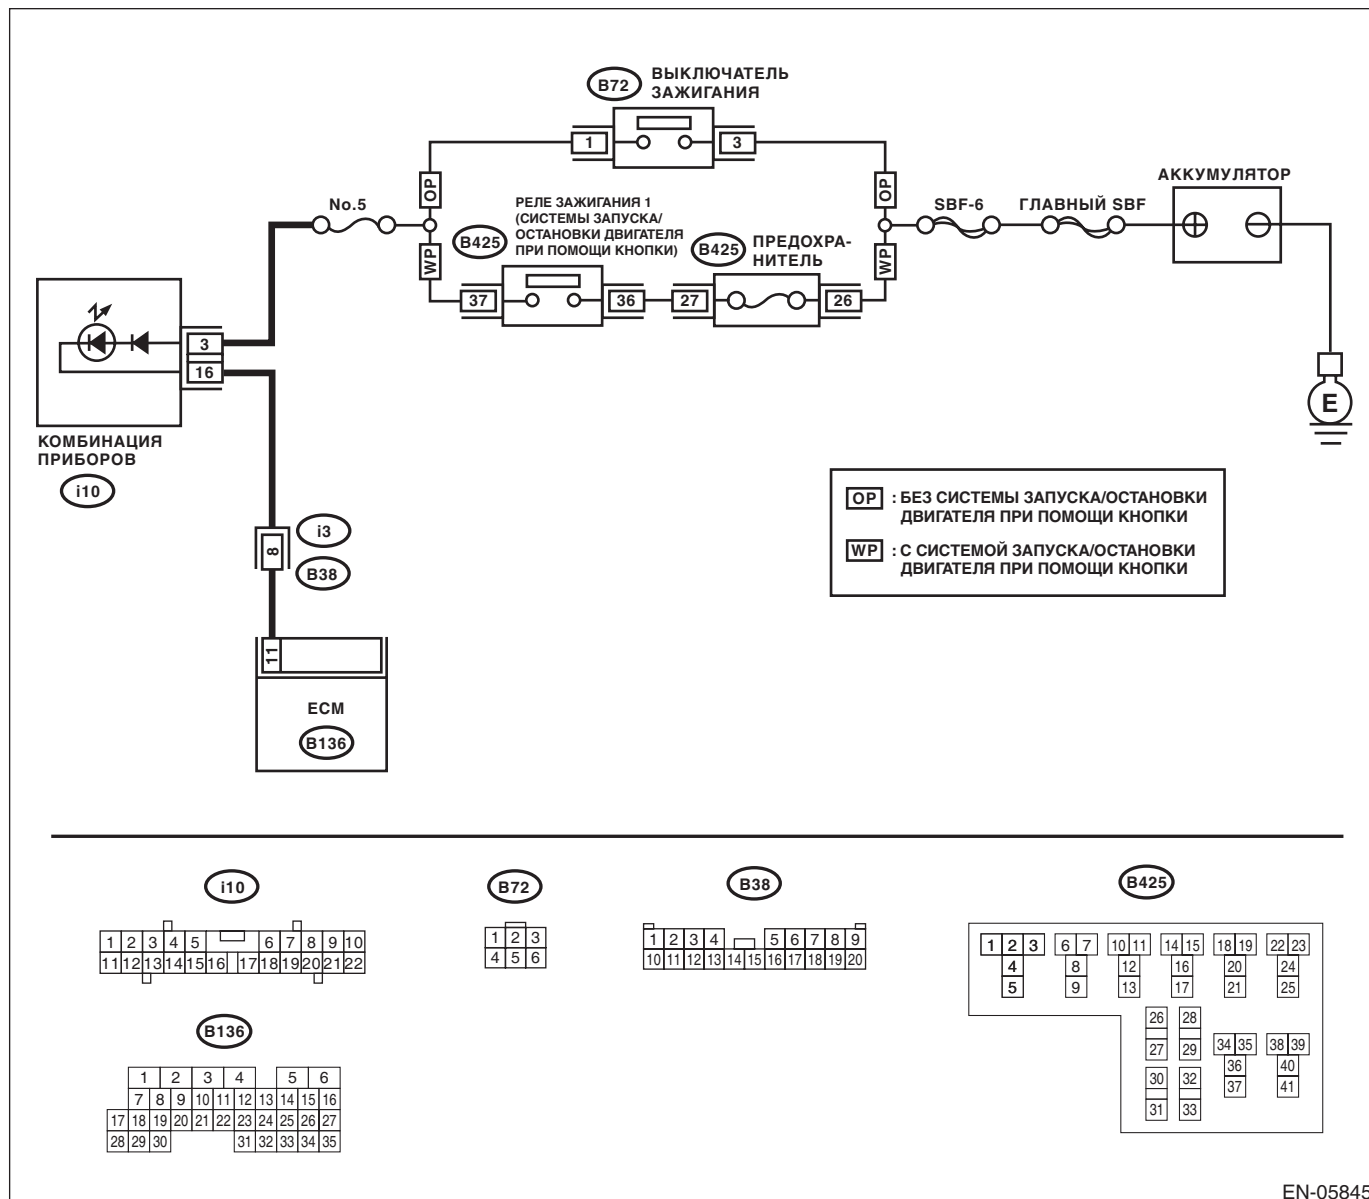 B72
ВЫКЛЮЧАТЕЛЬ
ЗАЖИГАНИЯ
1
3
OP
OP
No.5
РЕЛЕ ЗАЖИГАНИЯ 1
(СИСТЕМЫ ЗАПУСКА/
ОСТАНОВКИ ДВИГАТЕЛЯ
ПРИ ПОМОЩИ КНОПКИ)
B425
B425
ПРЕДОХРА-
НИТЕЛЬ
SBF-6
ГЛАВНЫЙ SBF
АККУМУЛЯТОР
WP
WP
37
36
27
26
E
3
16
КОМБИНАЦИЯ
ПРИБОРОВ
i10
8
i3
B38
11
ECM
B136
OP : БЕЗ СИСТЕМЫ ЗАПУСКА/ОСТАНОВКИ
ДВИГАТЕЛЯ ПРИ ПОМОЩИ КНОПКИ
WP : С СИСТЕМОЙ ЗАПУСКА/ОСТАНОВКИ
ДВИГАТЕЛЯ ПРИ ПОМОЩИ КНОПКИ
i10
1 2 3 4 5 6 7 8 9 10
11 12 13 14 15 16 17 18 19 20 21 22
B72
1 2 3
4 5 6
B38
1 2 3 4 5 6 7 8 9
10 11 12 13 14 15 16 17 18 19 20
B425
1 2 3 6 7 10 11 14 15 18 19 22 23
4 8 12 16 20 24
5 9 13 17 21 25
26 28
27 29 34 35 38 39
36 40
30 32 37 41
31 33
B136
1 2 3 4 5 6
7 8 9 10 11 12 13 14 15 16
17 18 19 20 21 22 23 24 25 26 27
28 29 30 31 32 33 34 35
EN-05845